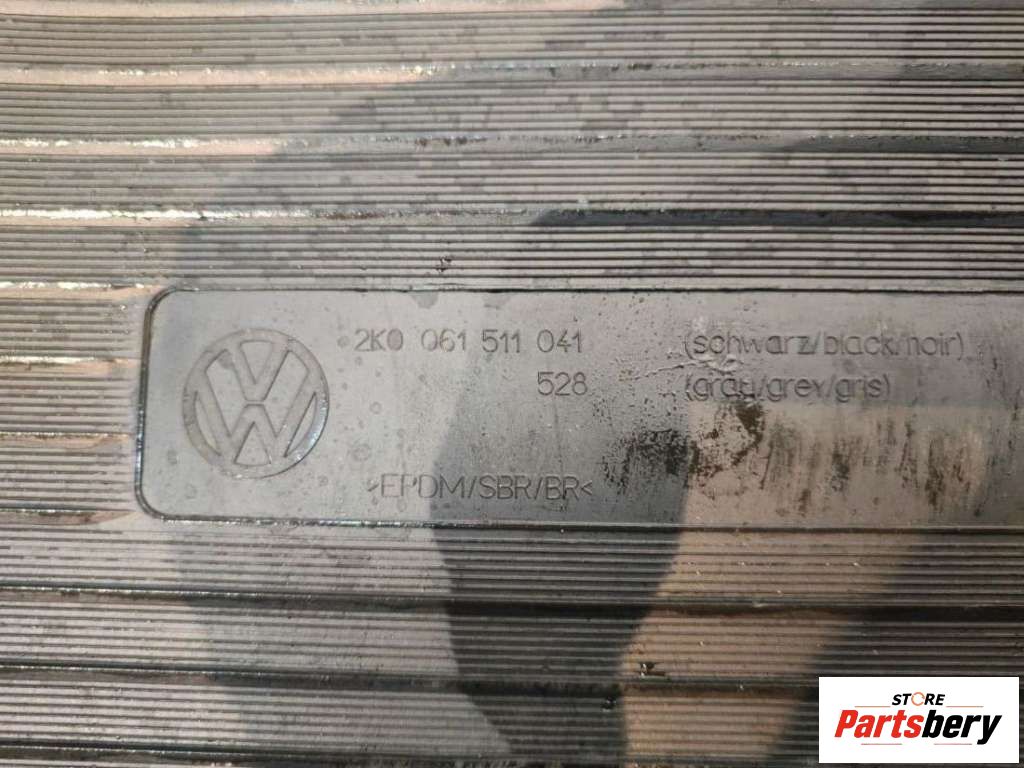 2K0 061 511 041 (schwarz/black/noir)
528 (grau/grey/gris)
>EPDM/SBR/BR<
STORE
Partsbery